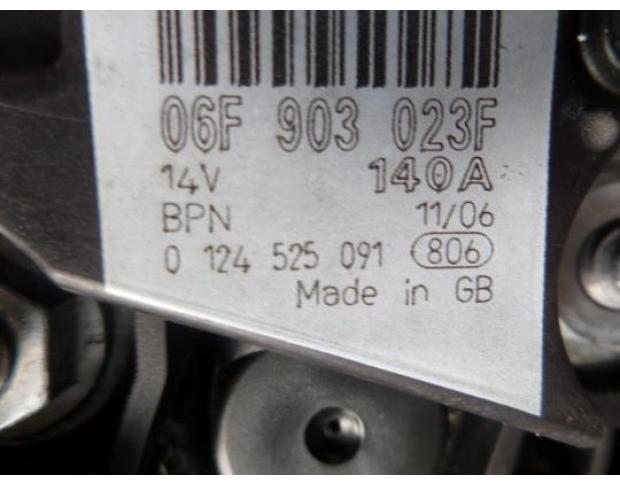 06F 903 023F
14V 140A
BPN 11/06
0 124 525 091 806
Made in GB